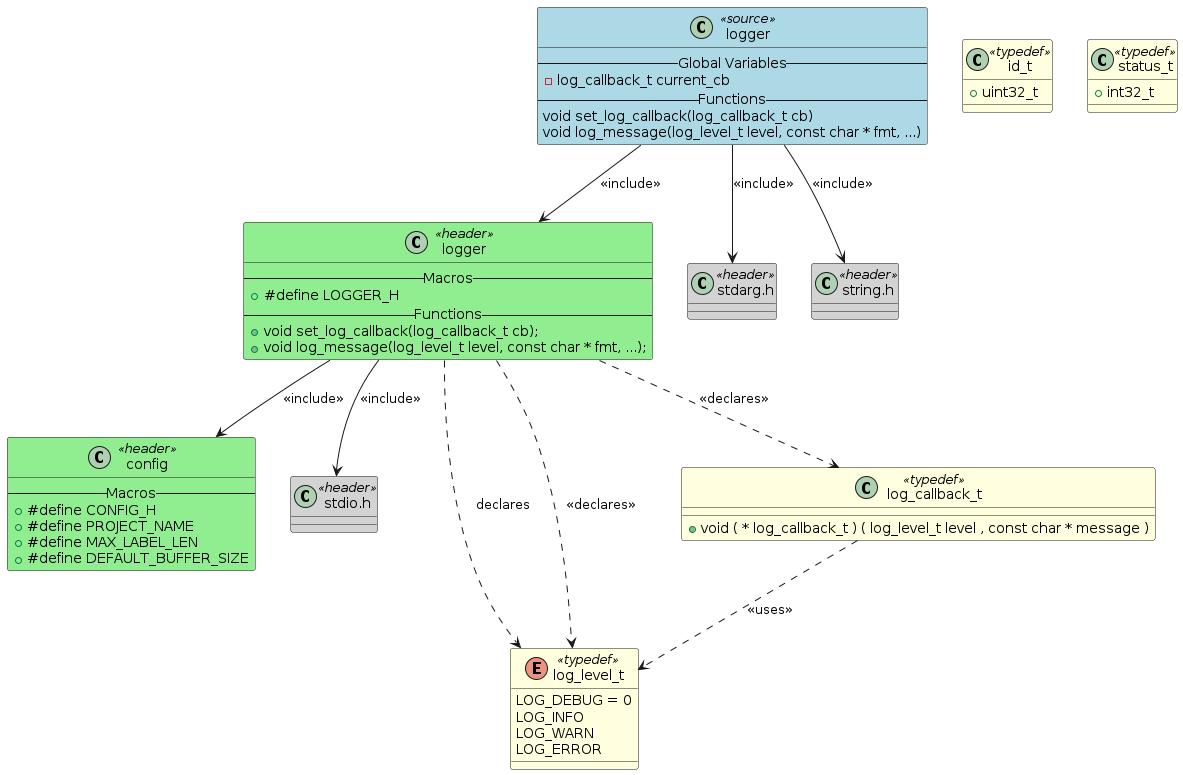 C «source»
logger
Global Variables
log_callback_t current_cb
Functions
void set_log_callback(log_callback_t cb)
void log_message(log_level_t level, const char * fmt, ...)
C «typedef»
id_t
uint32_t
C «typedef»
status_t
int32_t
«include»
«include»
«include»
C «header»
logger
Macros
#define LOGGER_H
Functions
void set_log_callback(log_callback_t cb);
void log_message(log_level_t level, const char * fmt, ...);
C «header»
stdarg.h
C «header»
string.h
«include»
«include»
«declares»
C «header»
config
Macros
#define CONFIG_H
#define PROJECT_NAME
#define MAX_LABEL_LEN
#define DEFAULT_BUFFER_SIZE
C «header»
stdio.h
declares
«declares»
C «typedef»
log_callback_t
void ( * log_callback_t ) ( log_level_t level , const char * message )
«uses»
E «typedef»
log_level_t
LOG_DEBUG = 0
LOG_INFO
LOG_WARN
LOG_ERROR